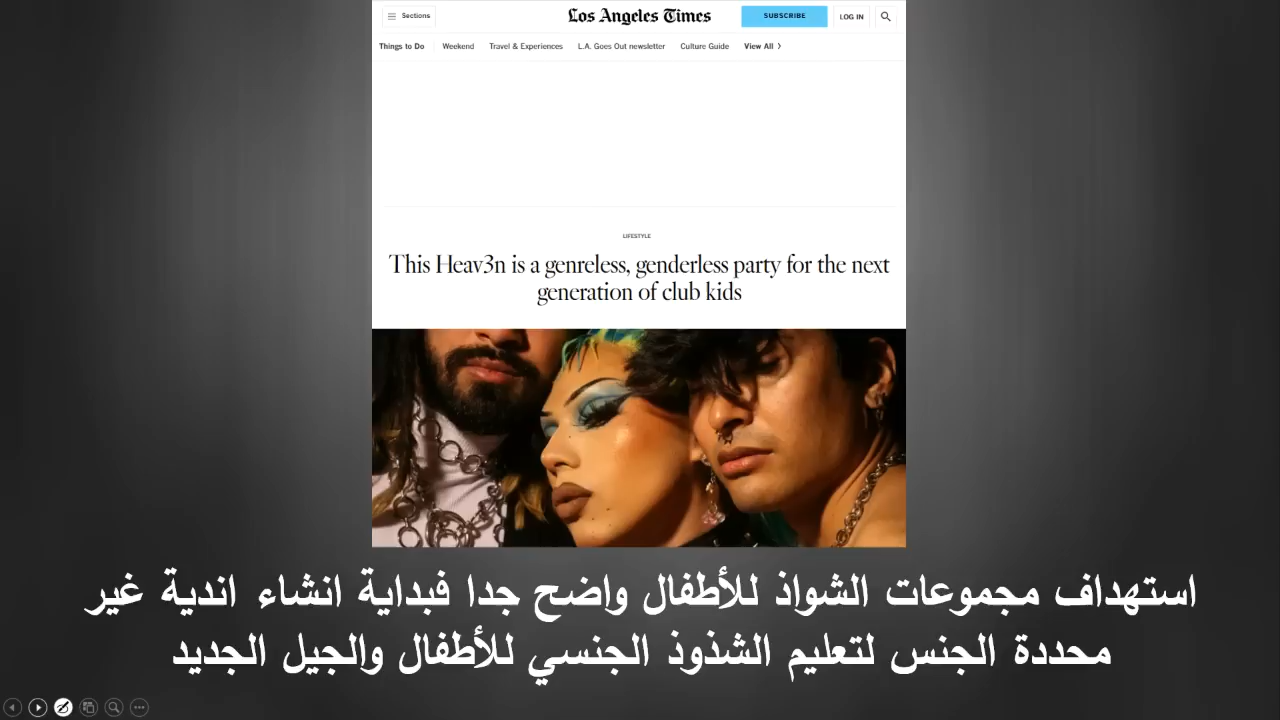 Sections
Los Angeles Times
SUBSCRIBE
LOG IN
Things to Do
Weekend
Travel & Experiences
L.A. Goes Out newsletter
Culture Guide
View All
LIFESTYLE
This Heav3n is a genreless, genderless party for the next
generation of club kids
استهداف مجموعات الشواذ للأطفال واضح جدا فبداية انشاء اندية غير
محددة الجنس لتعليم الشذوذ الجنسي للأطفال والجيل الجديد